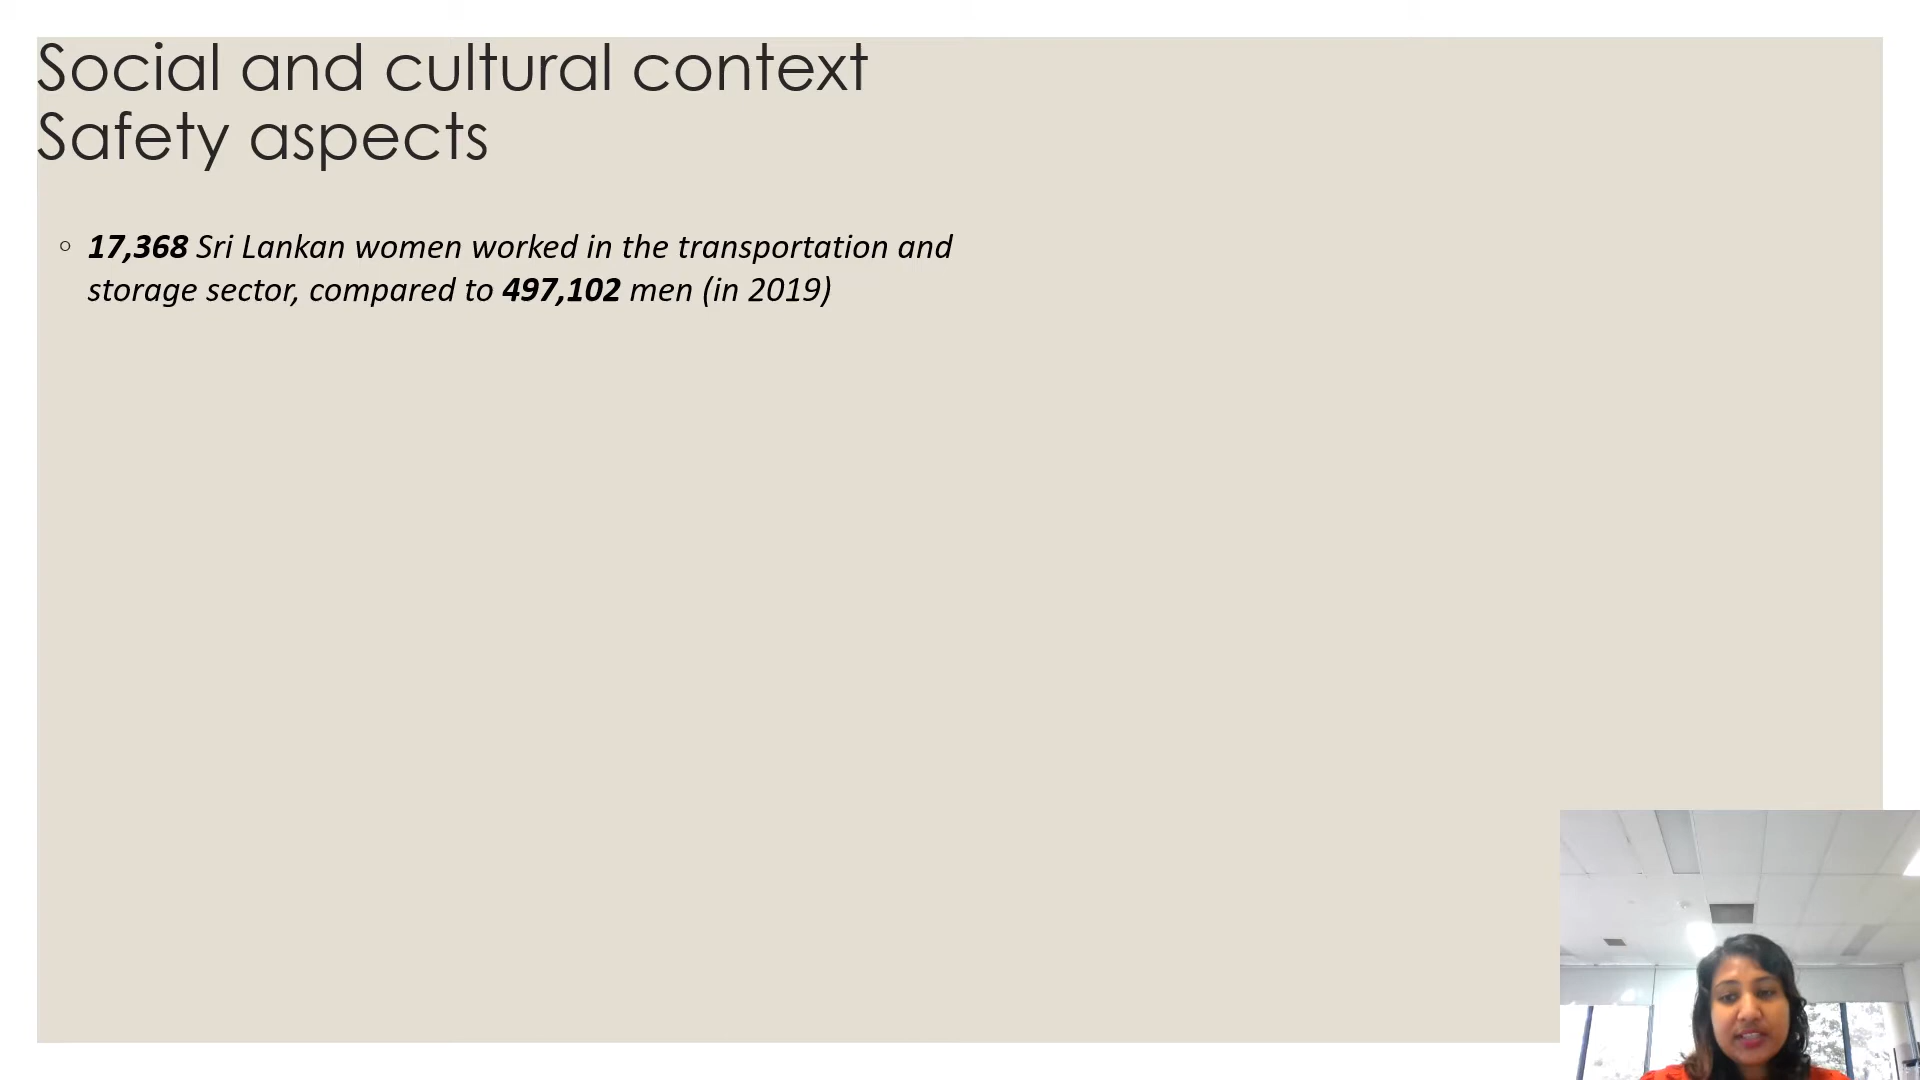 Social and cultural context
Safety aspects
◦ 17,368 Sri Lankan women worked in the transportation and
storage sector, compared to 497,102 men (in 2019)